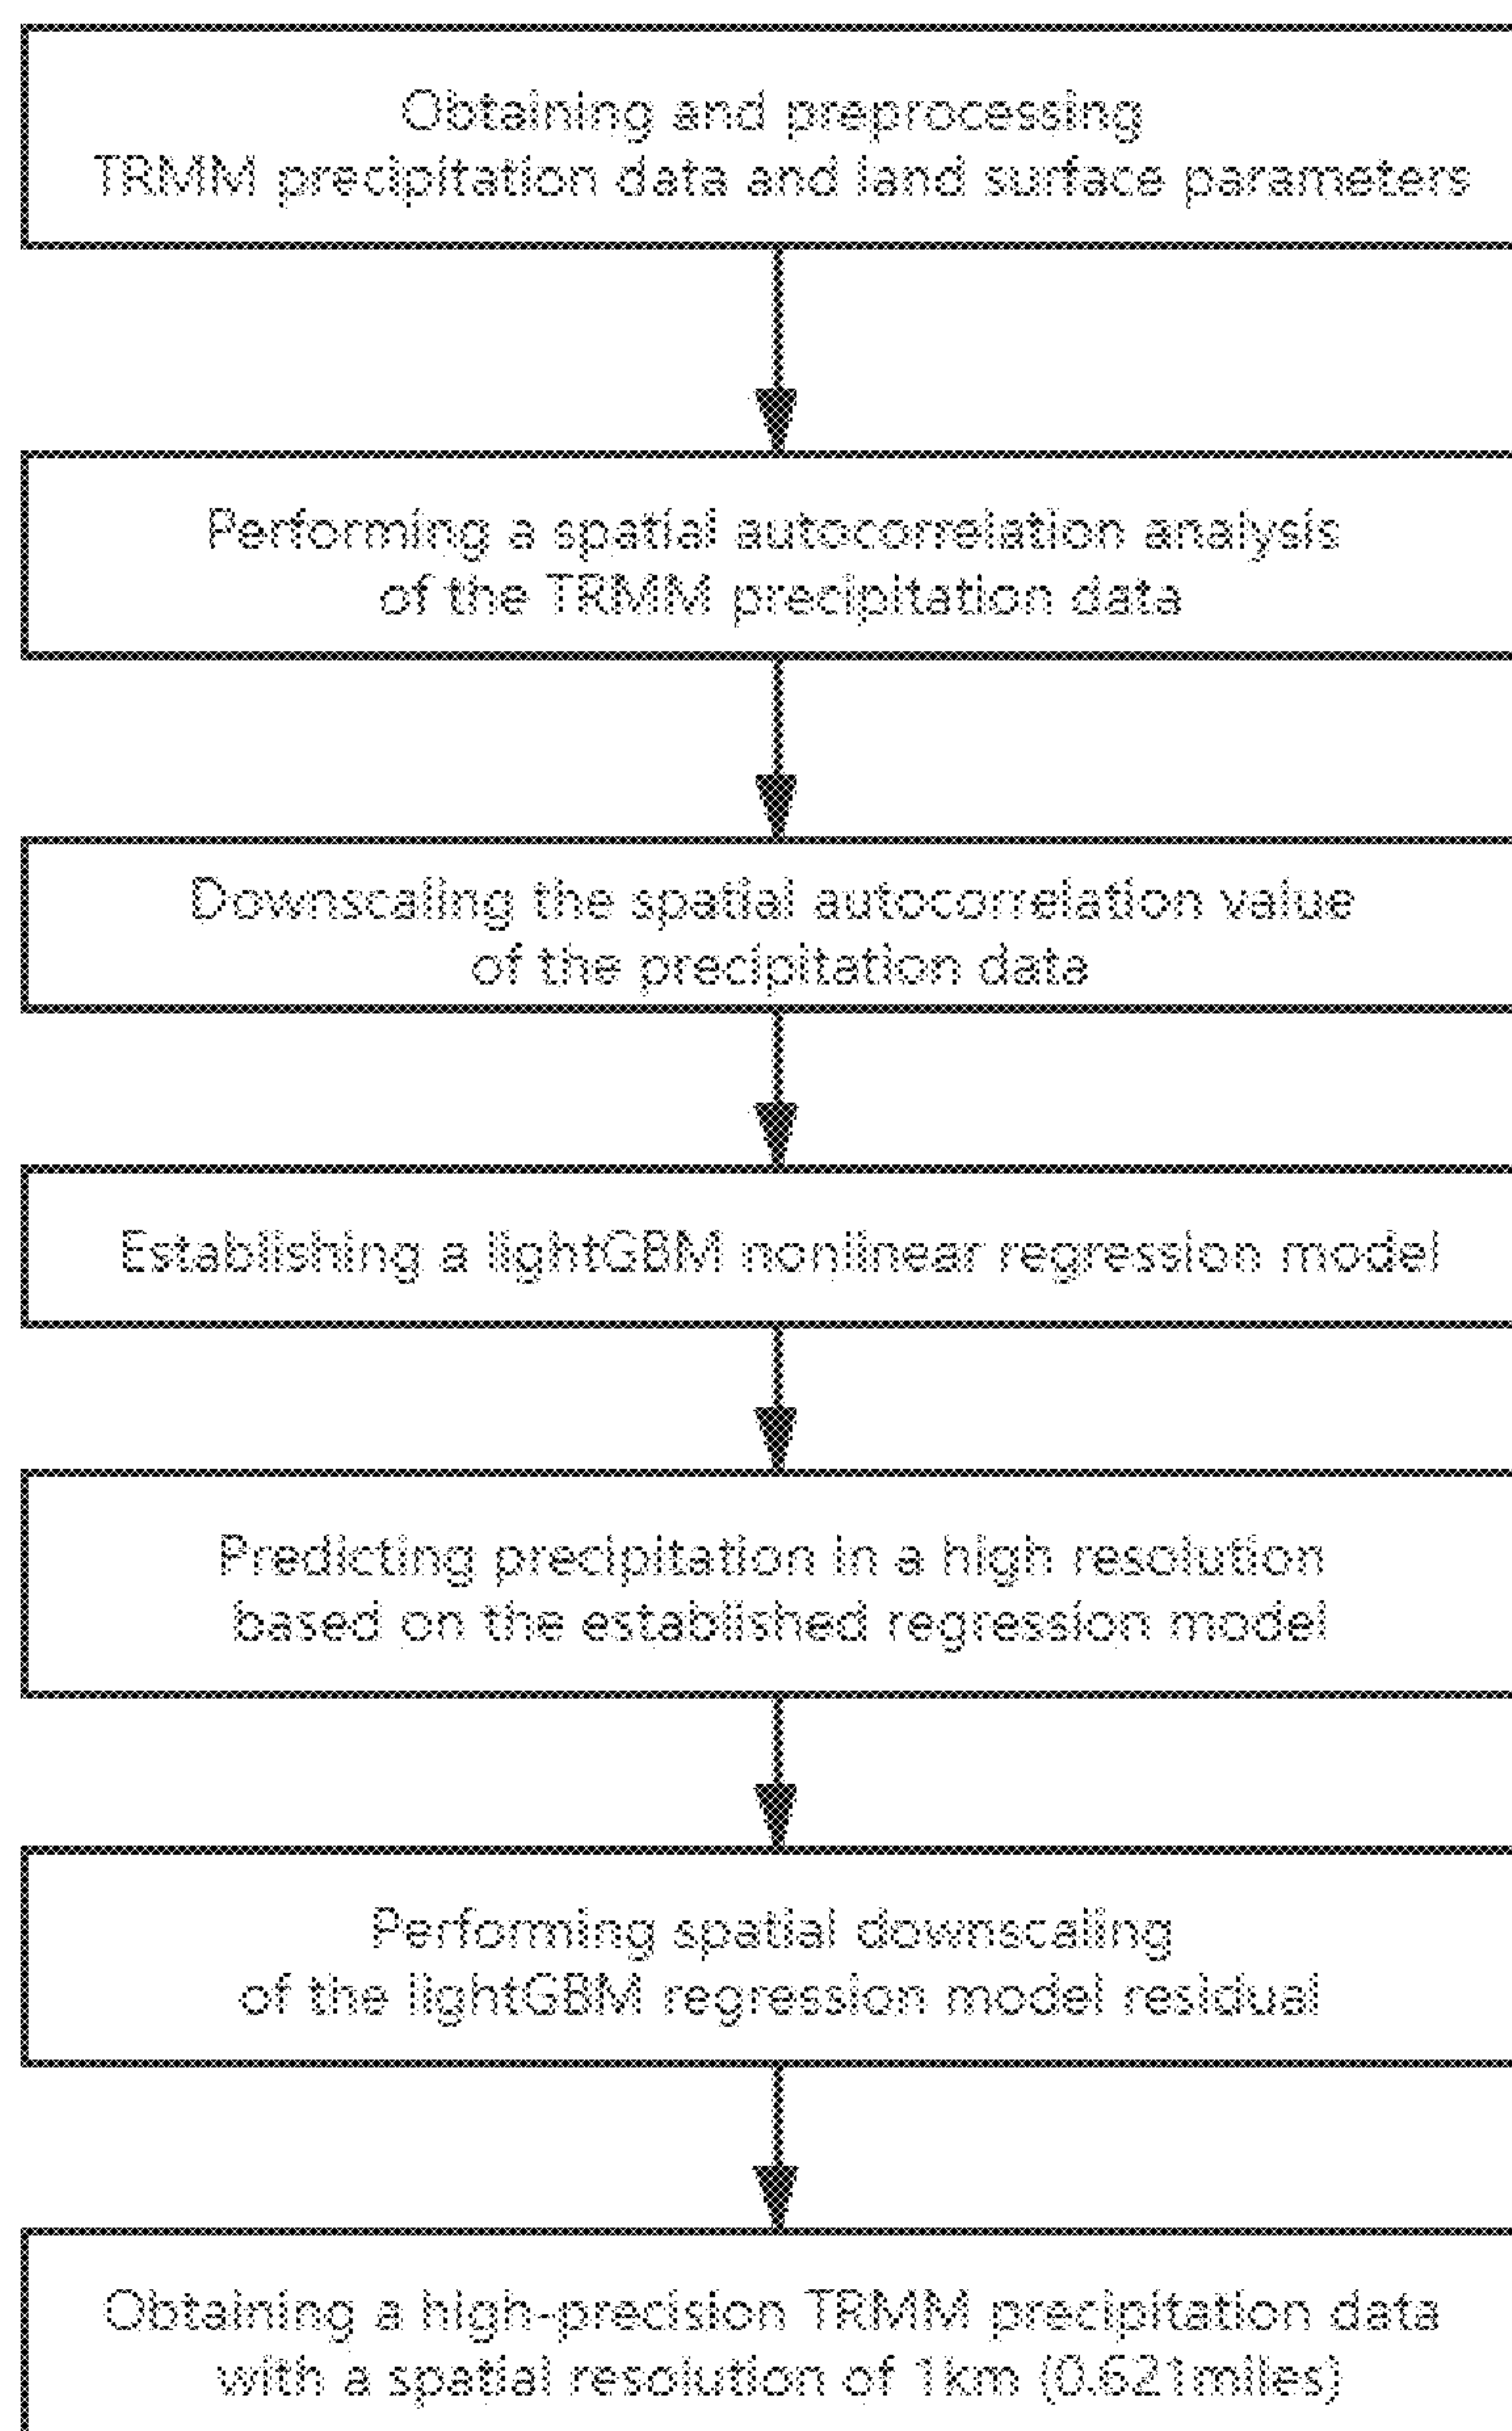 Obtaining and preprocessing
TRMM precipitation data and land surface parameters
Performing a spatial autocorrelation analysis
of the TRMM precipitation data
Downscaling the spatial autocorrelation value
of the precipitation data
Establishing a lightGBM nonlinear regression model
Predicting precipitation in a high resolution
based on the established regression model
Performing spatial downscaling
of the lightGBM regression model residual
Obtaining a high-precision TRMM precipitation data
with a spatial resolution of 1km (0.621miles)